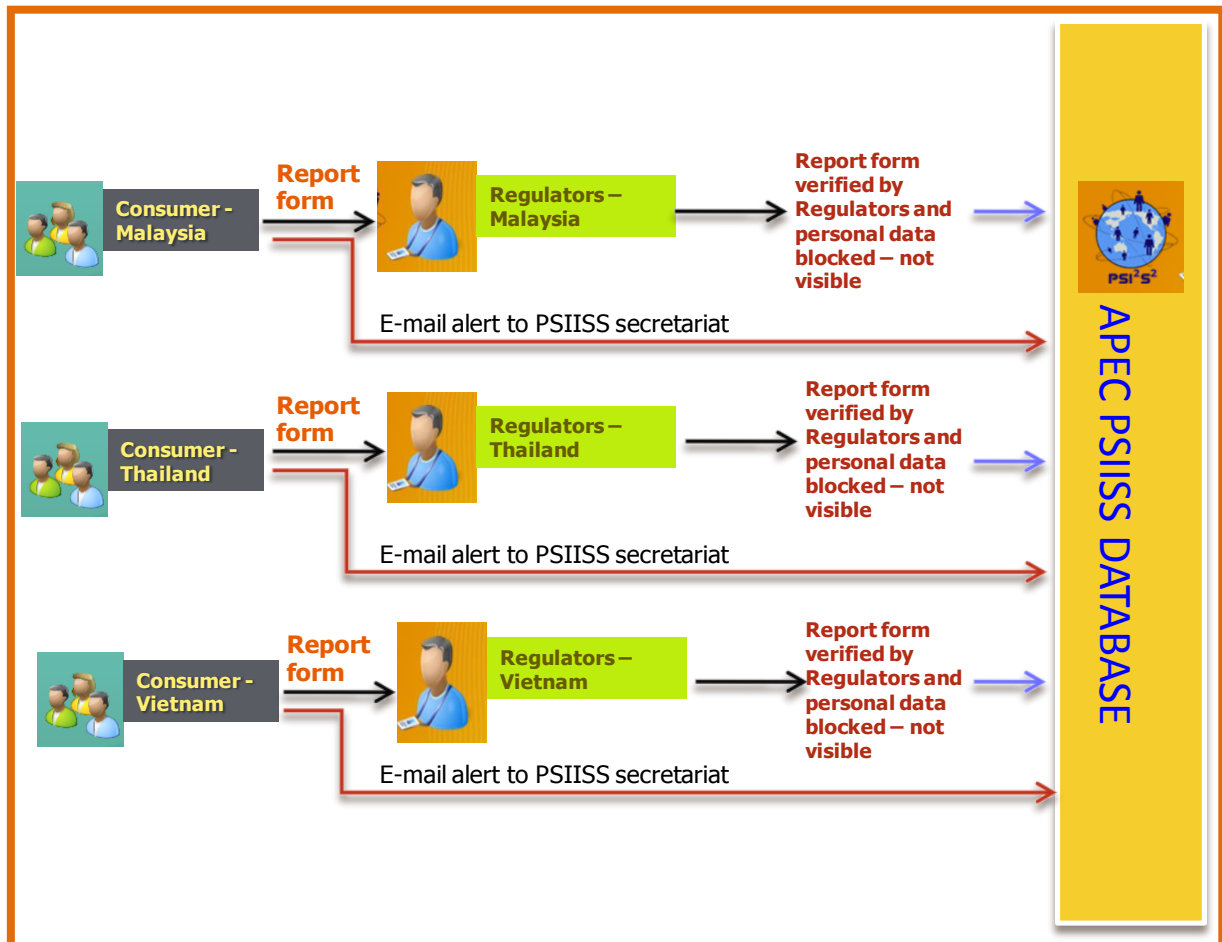 Report
form
Consumer -
Malaysia
Regulators –
Malaysia
Report form
verified by
Regulators and
personal data
blocked – not
visible
E-mail alert to PSIISS secretariat
Report
form
Consumer -
Thailand
Regulators –
Thailand
Report form
verified by
Regulators and
personal data
blocked – not
visible
E-mail alert to PSIISS secretariat
Report
form
Consumer -
Vietnam
Regulators –
Vietnam
Report form
verified by
Regulators and
personal data
blocked – not
visible
E-mail alert to PSIISS secretariat
PSI²S²
APEC PSIISS DATABASE